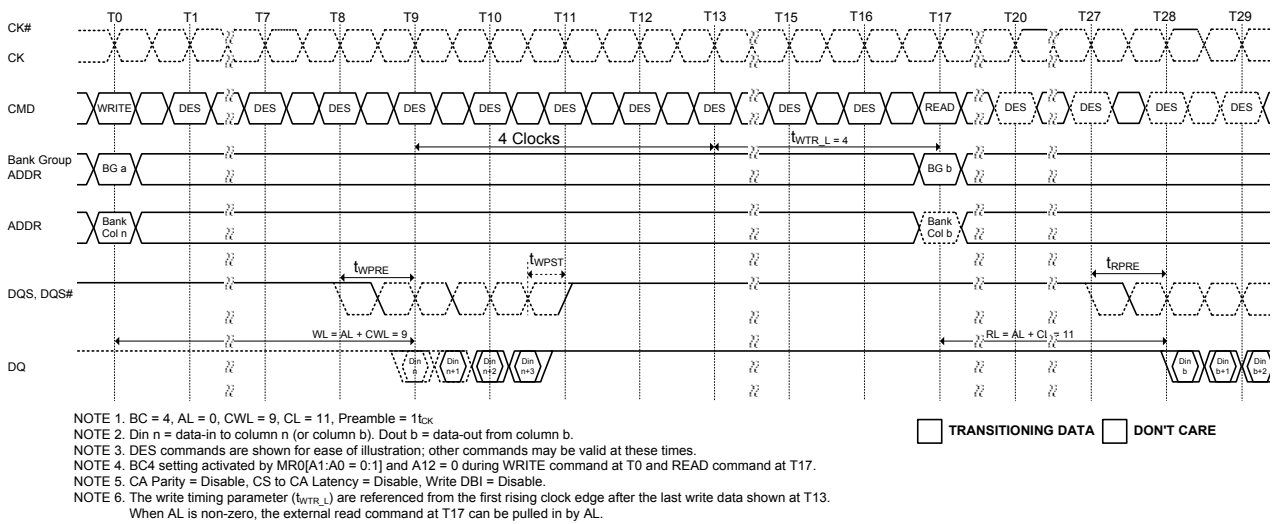 T0 T1 T7 T8 T9 T10 T11 T12 T13 T15 T16 T17 T20 T27 T28 T29
CK#
CK
CMD WRITE DES DES DES DES DES DES DES DES DES DES READ DES DES DES DES
4 Clocks tWTR_L = 4
Bank Group
ADDR
BG a BG b
ADDR
Bank
Col n
Bank
Col b
tWPRE tWPST tRPRE
DQS, DQS#
WL = AL + CWL = 9 RL = AL + CL = 11
DQ
Din
n
Din
n+1
Din
n+2
Din
n+3
Din
b
Din
b+1
Din
b+2
NOTE 1. BC = 4, AL = 0, CWL = 9, CL = 11, Preamble = 1tCK
NOTE 2. Din n = data-in to column n (or column b). Dout b = data-out from column b.
NOTE 3. DES commands are shown for ease of illustration; other commands may be valid at these times.
NOTE 4. BC4 setting activated by MR0[A1:A0 = 0:1] and A12 = 0 during WRITE command at T0 and READ command at T17.
NOTE 5. CA Parity = Disable, CS to CA Latency = Disable, Write DBI = Disable.
NOTE 6. The write timing parameter (tWTR_L) are referenced from the first rising clock edge after the last write data shown at T13.
When AL is non-zero, the external read command at T17 can be pulled in by AL.
TRANSITIONING DATA DON'T CARE